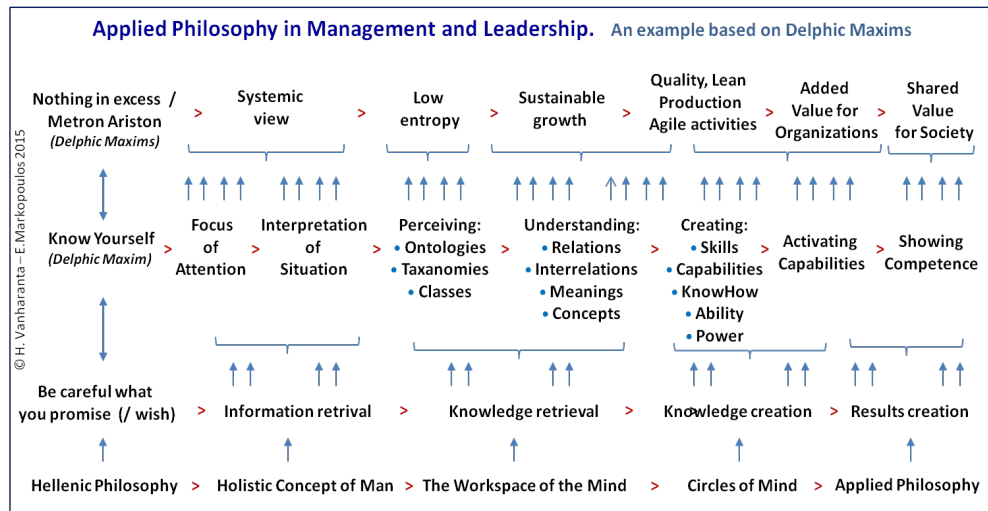 Applied Philosophy in Management and Leadership. An example based on Delphic Maxims
Nothing in excess /
Metron Ariston
(Delphic Maxims)
>
Systemic
view
>
Low
entropy
>
Sustainable
growth
>
Quality, Lean
Production
Agile activities
>
Added
Value for
Organizations
>
Shared
Value
for Society
© H. Vanharanta – E.Markopoulos 2015
Know Yourself
(Delphic Maxim)
>
Focus
of
Attention
>
Interpretation
of
Situation
>
Perceiving:
• Ontologies
• Taxanomies
• Classes
>
Understanding:
• Relations
• Interrelations
• Meanings
• Concepts
>
Creating:
• Skills
• Capabilities
• KnowHow
• Ability
• Power
>
Activating
Capabilities
>
Showing
Competence
Be careful what
you promise (/ wish)
>
Information retrival
>
Knowledge retrieval
>
Knowledge creation
>
Results creation
Hellenic Philosophy > Holistic Concept of Man > The Workspace of the Mind > Circles of Mind > Applied Philosophy